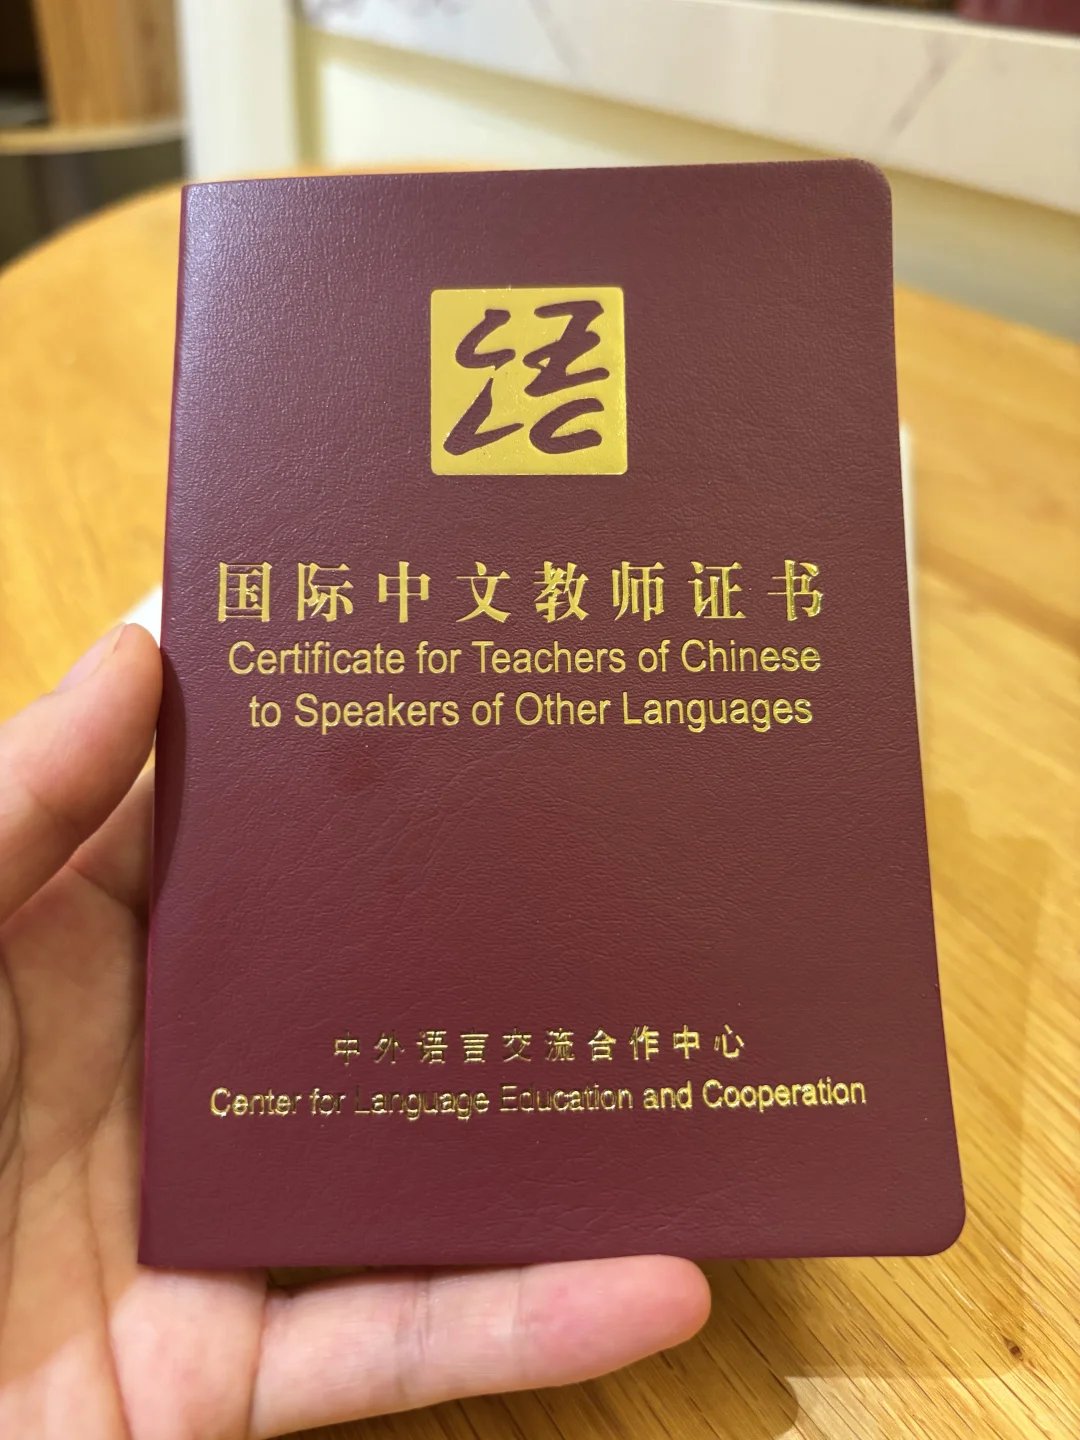 语
国际中文教师证书
Certificate for Teachers of Chinese
to Speakers of Other Languages
中外语言交流合作中心
Center for Language Education and Cooperation